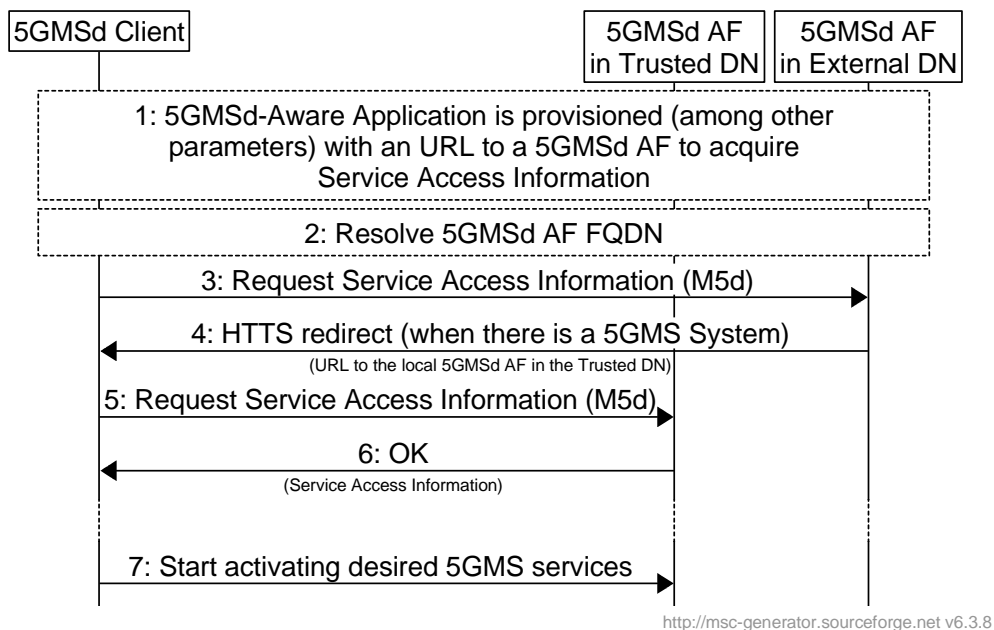 5GMSd Client
5GMSd AF
in Trusted DN
5GMSd AF
in External DN
1: 5GMSd-Aware Application is provisioned (among other
parameters) with an URL to a 5GMSd AF to acquire
Service Access Information
2: Resolve 5GMSd AF FQDN
3: Request Service Access Information (M5d)
4: HTTS redirect (when there is a 5GMS System)
(URL to the local 5GMSd AF in the Trusted DN)
5: Request Service Access Information (M5d)
6: OK
(Service Access Information)
7: Start activating desired 5GMS services
http://msc-generator.sourceforge.net v6.3.8